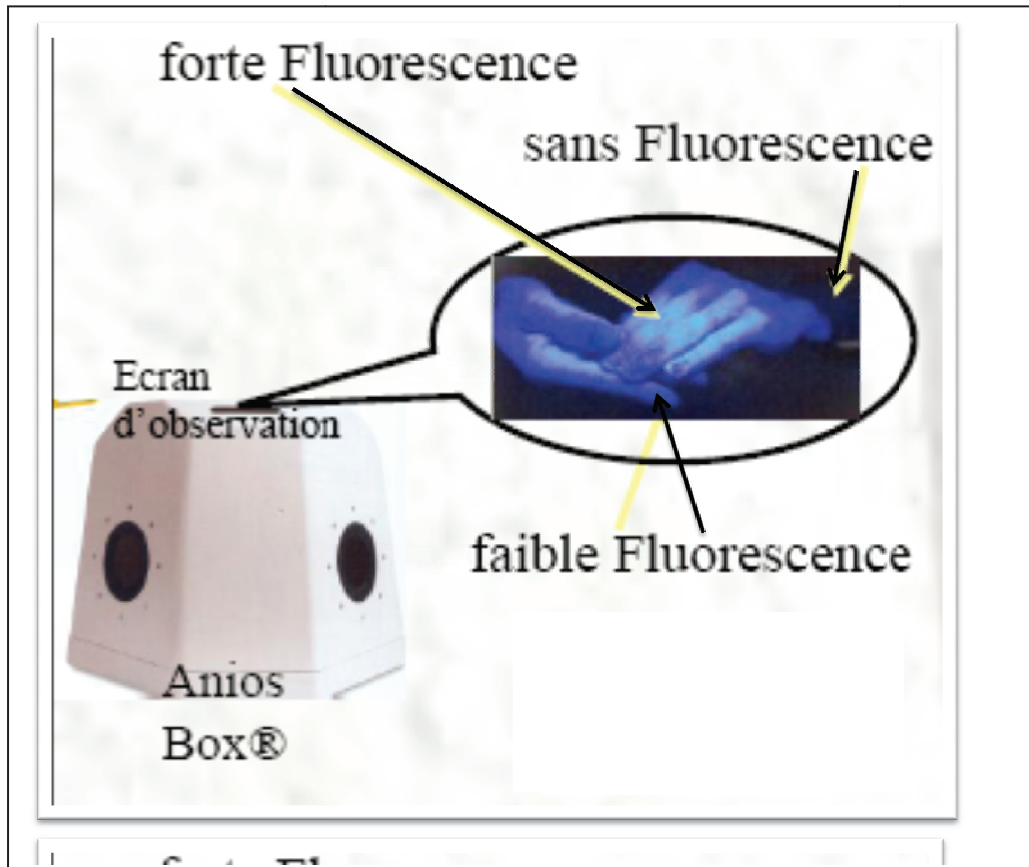 forte Fluorescence
sans Fluorescence
Ecran
d’observation
faible Fluorescence
Anios
Box®